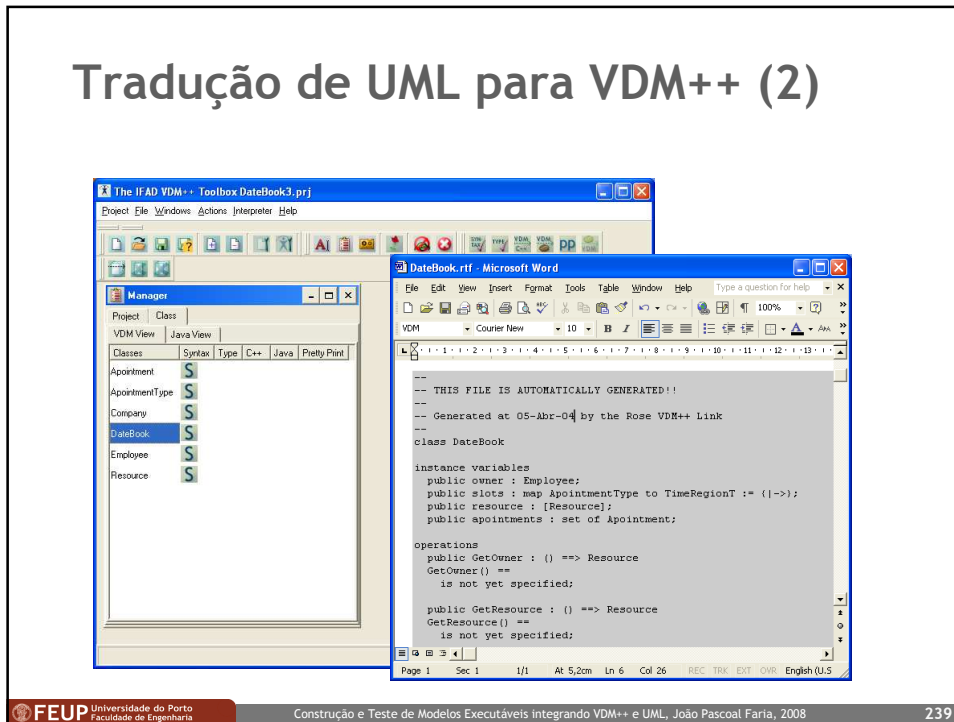 Tradução de UML para VDM++ (2)
The IFAD VDM++ Toolbox DateBook3.prj
Project File Windows Actions Interpreter Help
Manager
Project Class
VDM View Java View
Classes Syntax Type C++ Java Pretty Print
Apointment S
ApointmentType S
Company S
DateBook S
Employee S
Resource S
DateBook.rtf - Microsoft Word
File Edit View Insert Format Tools Table Window Help Type a question for help
100%
VDM Courier New 10 B I
--
-- THIS FILE IS AUTOMATICALLY GENERATED!!
--
-- Generated at 05-Abr-04 by the Rose VDM++ Link
--
class DateBook
instance variables
public owner : Employee;
public slots : map ApointmentType to TimeRegionT := {|->};
public resource : [Resource];
public apointments : set of Apointment;
operations
public GetOwner : () ==> Resource
GetOwner() ==
is not yet specified;
public GetResource : () ==> Resource
GetResource() ==
is not yet specified;
Page 1 Sec 1 1/1 At 5,2cm Ln 6 Col 26 REC TRK EXT OVR English (U.S
FEUP Universidade do Porto
Faculdade de Engenharia
Construção e Teste de Modelos Executáveis integrando VDM++ e UML, João Pascoal Faria, 2008
239